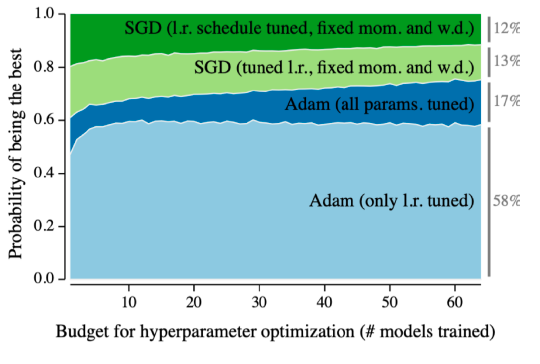 Probability of being the best
1.0
0.8
0.6
0.4
0.2
0.0
SGD (l.r. schedule tuned, fixed mom. and w.d.)
12%
SGD (tuned l.r., fixed mom. and w.d.)
13%
Adam (all params. tuned)
17%
Adam (only l.r. tuned)
58%
10 20 30 40 50 60
Budget for hyperparameter optimization (# models trained)